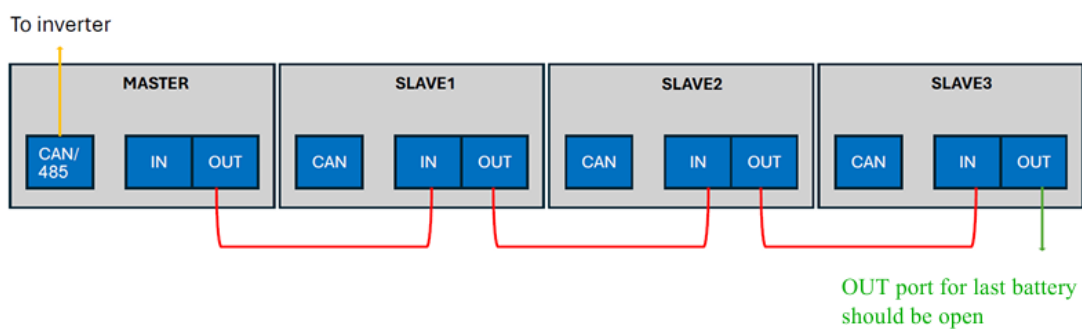 To inverter
MASTER
SLAVE1
SLAVE2
SLAVE3
CAN/
485
IN
OUT
CAN
IN
OUT
CAN
IN
OUT
CAN
IN
OUT
OUT port for last battery
should be open